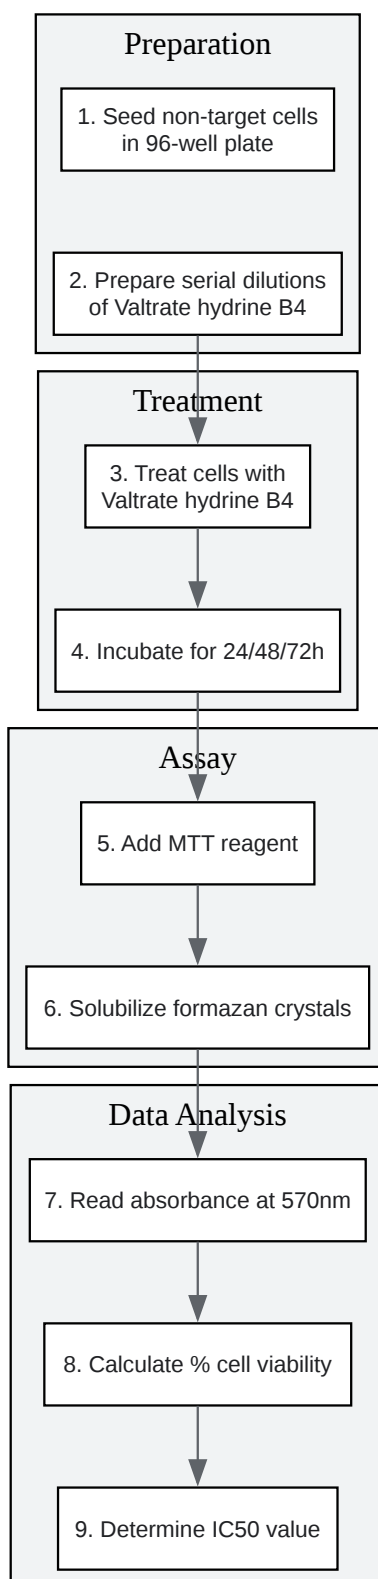 Preparation
1. Seed non-target cells
in 96-well plate
2. Prepare serial dilutions
of Valtrate hydrine B4
Treatment
3. Treat cells with
Valtrate hydrine B4
4. Incubate for 24/48/72h
Assay
5. Add MTT reagent
6. Solubilize formazan crystals
Data Analysis
7. Read absorbance at 570nm
8. Calculate % cell viability
9. Determine IC50 value